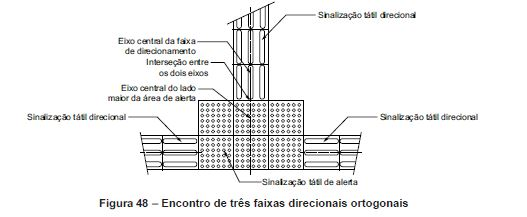 Sinalização tátil direcional
Eixo central da faixa
de direcionamento
Interseção entre
os dois eixos
Eixo central do lado
maior da área de alerta
Sinalização tátil direcional
Sinalização tátil direcional
Sinalização tátil de alerta
Figura 48 – Encontro de três faixas direcionais ortogonais